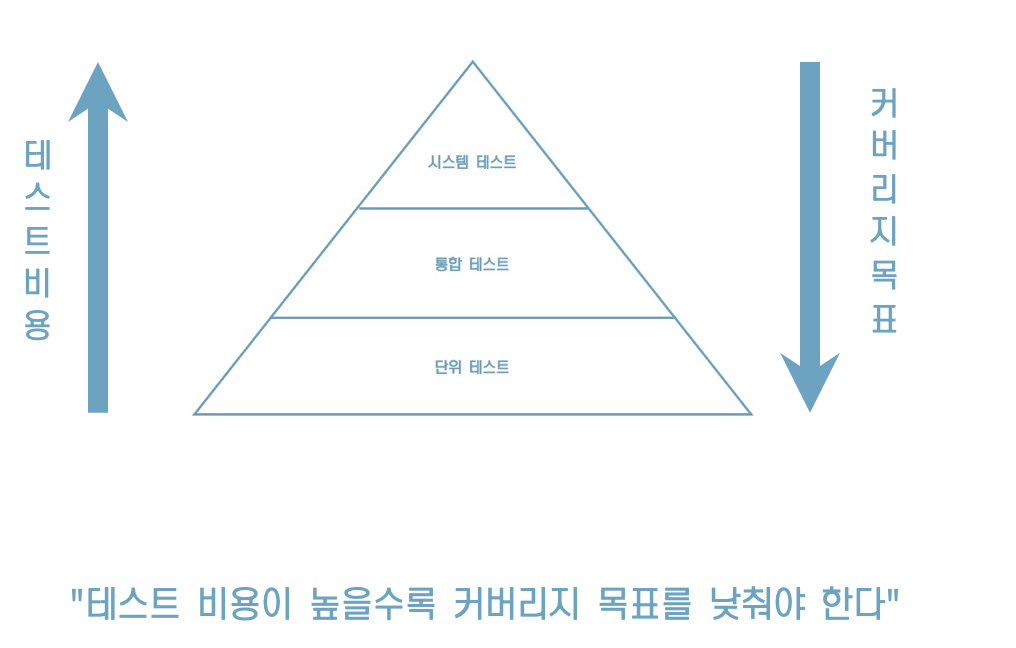 테스트비용
커버리지목표
시스템 테스트
통합 테스트
단위 테스트
"테스트 비용이 높을수록 커버리지 목표를 낮춰야 한다"